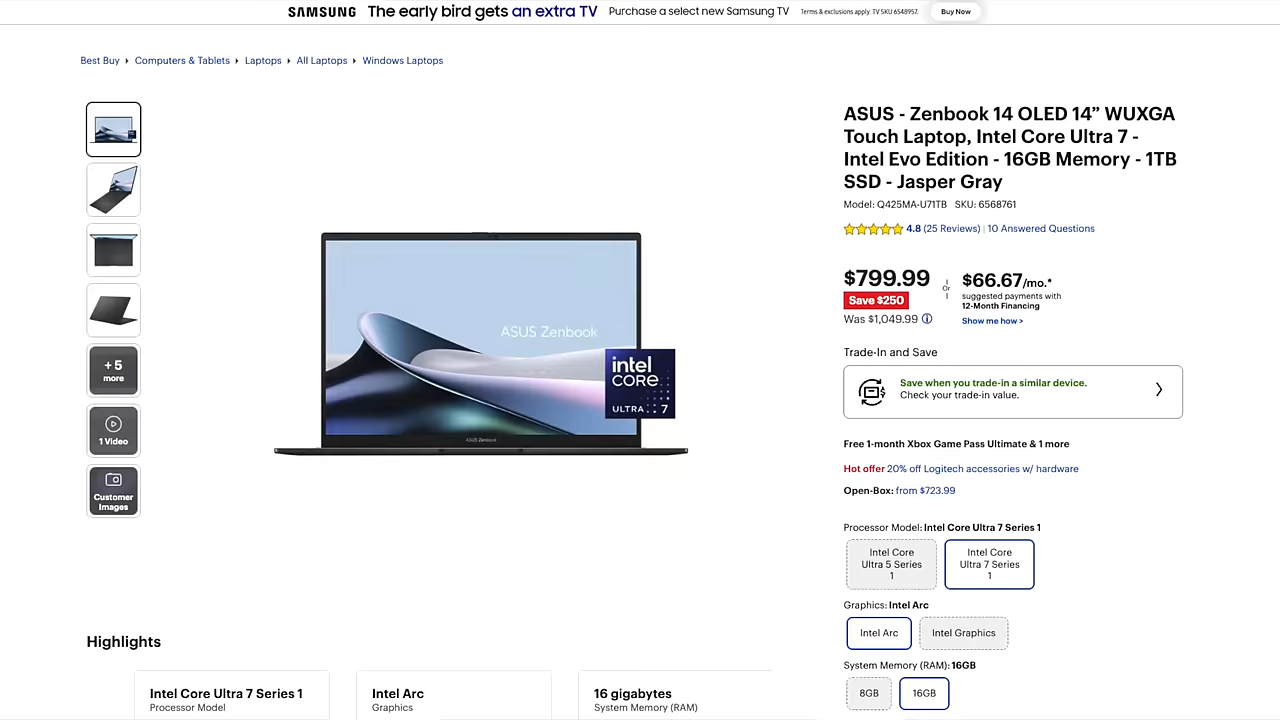 SAMSUNG The early bird gets an extra TV Purchase a select new Samsung TV Terms & exclusions apply. TV SKU 6548957. Buy Now
Best Buy Computers & Tablets Laptops All Laptops Windows Laptops
ASUS - Zenbook 14 OLED 14” WUXGA
Touch Laptop, Intel Core Ultra 7 -
Intel Evo Edition - 16GB Memory - 1TB
SSD - Jasper Gray
Model: Q425MA-U71TB SKU: 6568761
4.8 (25 Reviews) | 10 Answered Questions
$799.99
Save $250
Was $1,049.99
Or
$66.67/mo.*
suggested payments with
12-Month Financing
Show me how >
Trade-In and Save
Save when you trade-in a similar device.
Check your trade-in value.
Free 1-month Xbox Game Pass Ultimate & 1 more
Hot offer 20% off Logitech accessories w/ hardware
Open-Box: from $723.99
Processor Model: Intel Core Ultra 7 Series 1
Intel Core
Ultra 5 Series
1
Intel Core
Ultra 7 Series
1
Graphics: Intel Arc
Intel Arc
Intel Graphics
System Memory (RAM): 16GB
8GB
16GB
+ 5
more
1 Video
Customer
Images
ASUS Zenbook
intel
CORE
ULTRA 7
ASUS Zenbook
Highlights
Intel Core Ultra 7 Series 1
Processor Model
Intel Arc
Graphics
16 gigabytes
System Memory (RAM)